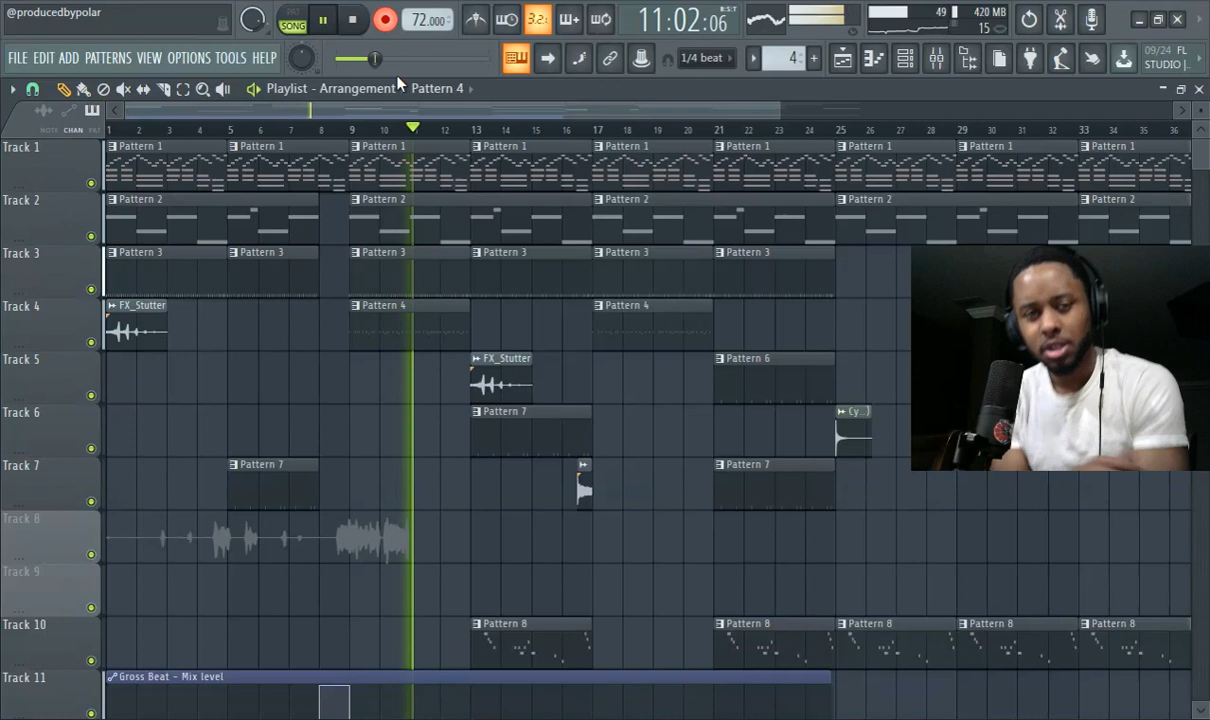 @producedbypolar
PRO
SONG
72.000
3.2.
11:02:06
B:S:T
49
420 MB
15
FILE EDIT ADD PATTERNS VIEW OPTIONS TOOLS HELP
1/4 beat
4
09/24 FL
STUDIO |
Playlist - Arrangement Pattern 4
NOTE CHAN PAT
1 2 3 4 5 6 7 8 9 10 12 13 14 15 16 17 18 19 20 21 22 23 24 25 26 27 28 29 30 31 32 33 34 35 36
Track 1
Pattern 1 Pattern 1 Pattern 1 Pattern 1 Pattern 1 Pattern 1 Pattern 1 Pattern 1 Pattern 1
Track 2
Pattern 2 Pattern 2 Pattern 2 Pattern 2 Pattern 2
Track 3
Pattern 3 Pattern 3 Pattern 3 Pattern 3 Pattern 3 Pattern 3
Track 4
FX_Stutter Pattern 4 Pattern 4
Track 5
FX_Stutter Pattern 6
Track 6
Pattern 7 Cy...)
Track 7
Pattern 7 Pattern 7
Track 8
Track 9
Track 10
Pattern 8 Pattern 8 Pattern 8 Pattern 8 Pattern 8
Track 11
Gross Beat - Mix level